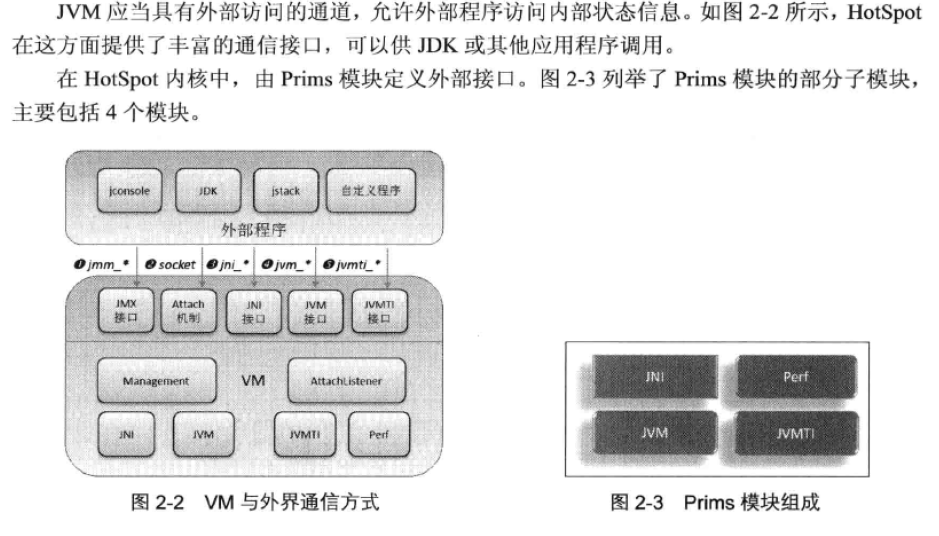 JVM 应当具有外部访问的通道，允许外部程序访问内部状态信息。如图 2-2 所示，HotSpot
在这方面提供了丰富的通信接口，可以供 JDK 或其他应用程序调用。
在 HotSpot 内核中，由 Prims 模块定义外部接口。图 2-3 列举了 Prims 模块的部分子模块，
主要包括 4 个模块。
jconsole JDK jstack 自定义程序
外部程序
❶ jmm_* ❷ socket ❸ jni_* ❹ jvm_* ❺ jvmti_*
JMX 接口
Attach 机制
JNI 接口
JVM 接口
JVMTI 接口
Management VM AttachListener
JNI JVM JVMTI Perf
图 2-2 VM 与外界通信方式
JNI Perf
JVM JVMTI
图 2-3 Prims 模块组成